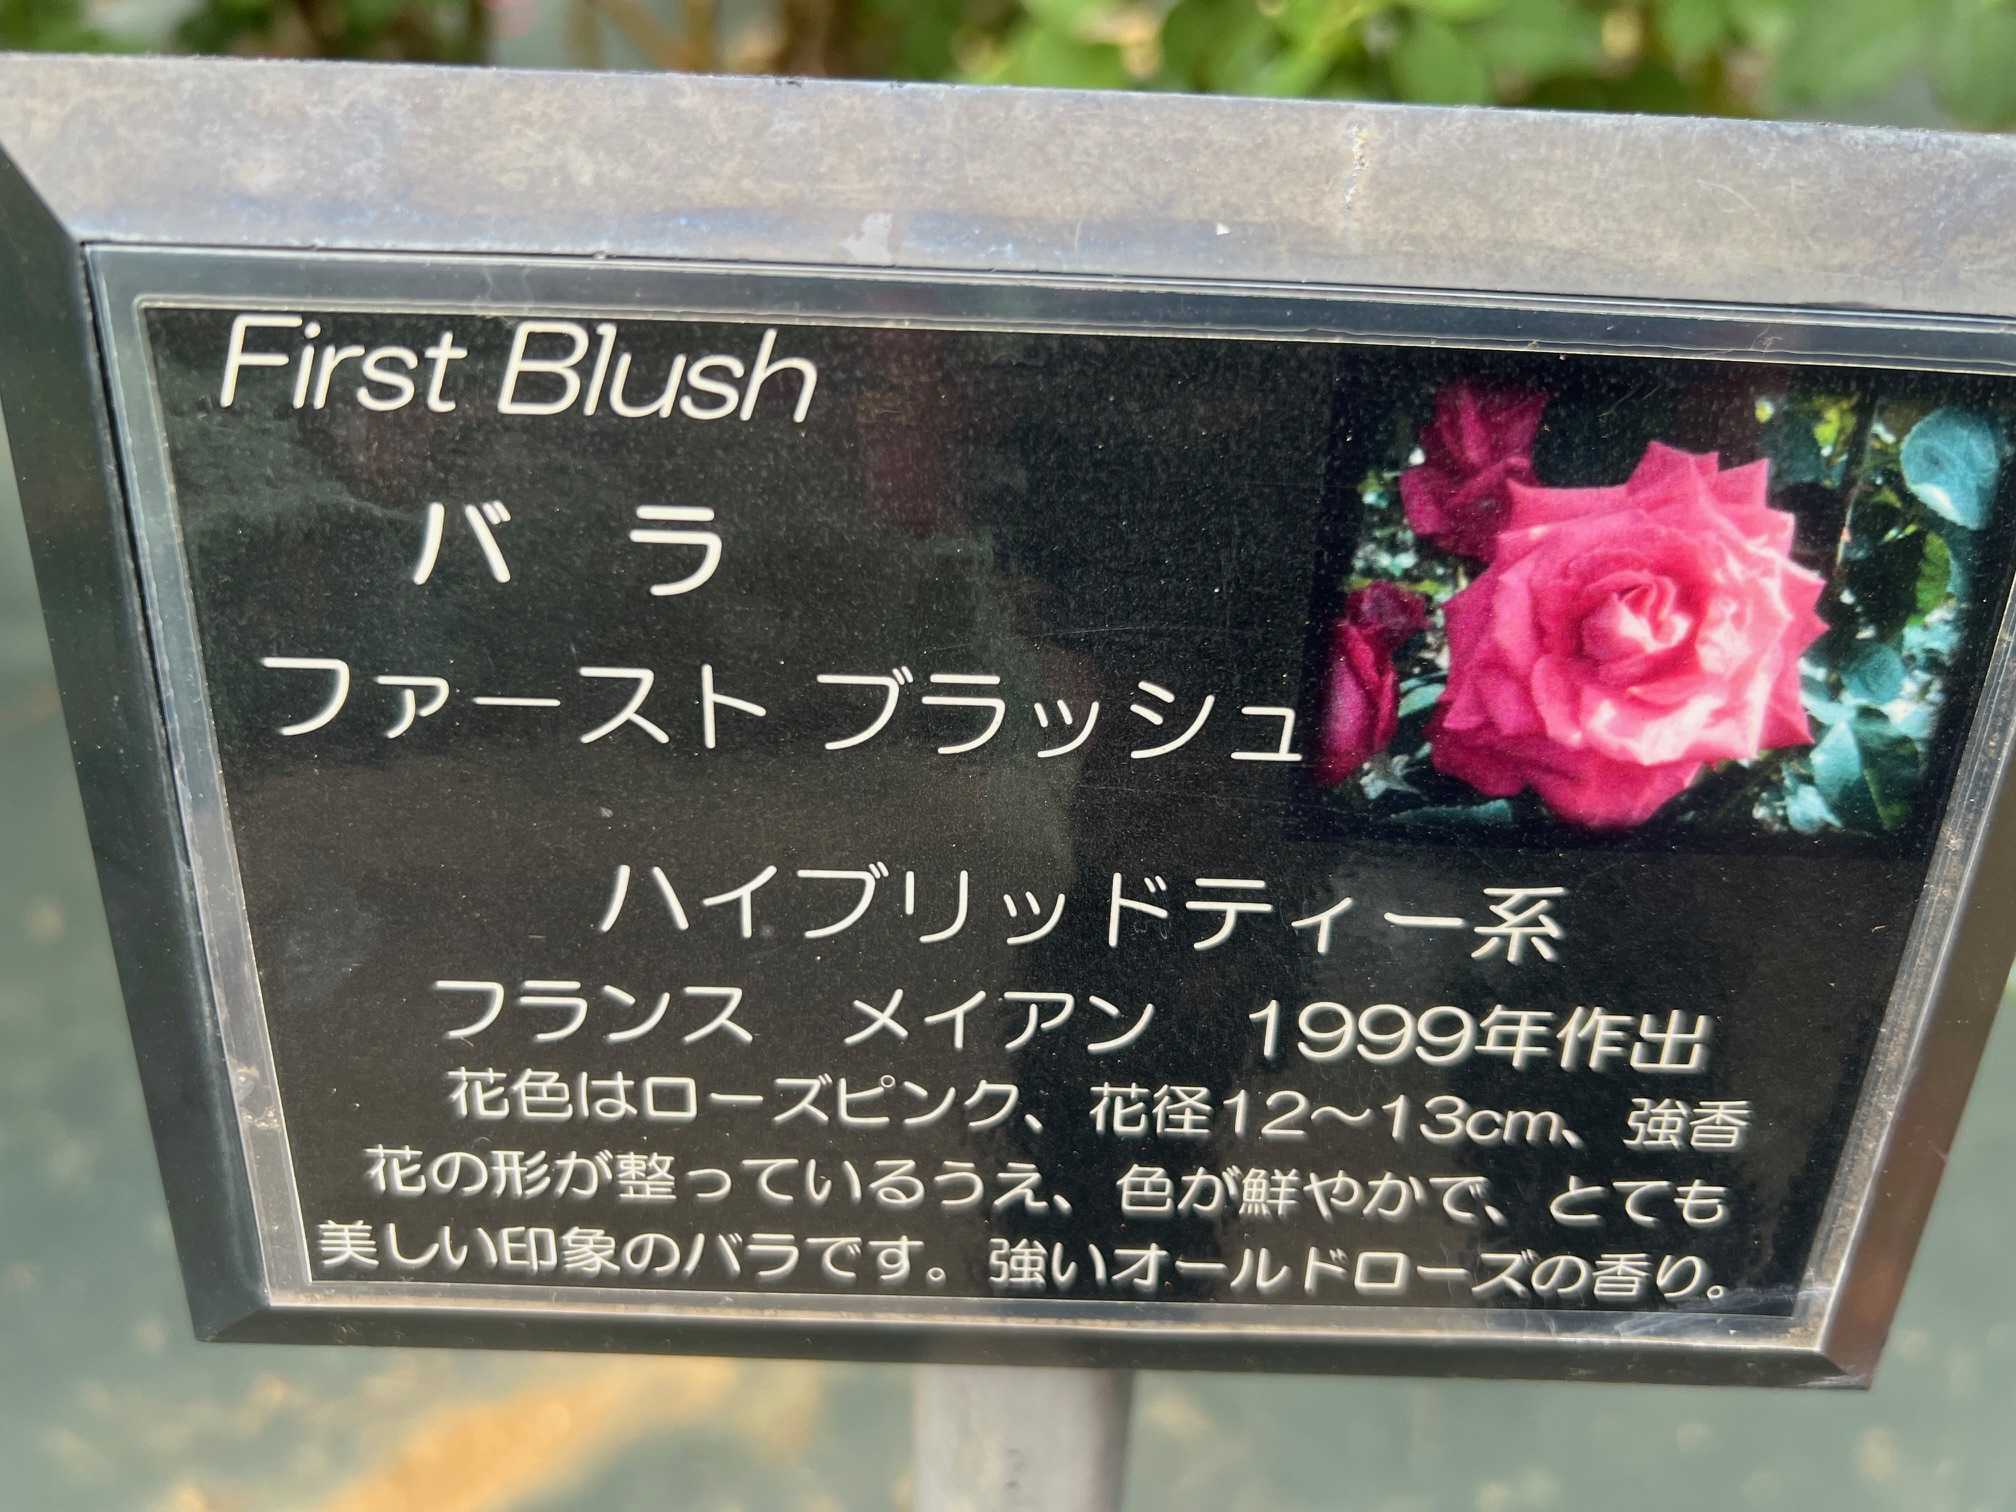 First Blush
バ　ラ
ファースト ブラッシュ
ハイブリッドティー系
フランス　メイアン　1999年作出
花色はローズピンク、花径12～13cm、強香
花の形が整っているうえ、色が鮮やかで、とても
美しい印象のバラです。強いオールドローズの香り。